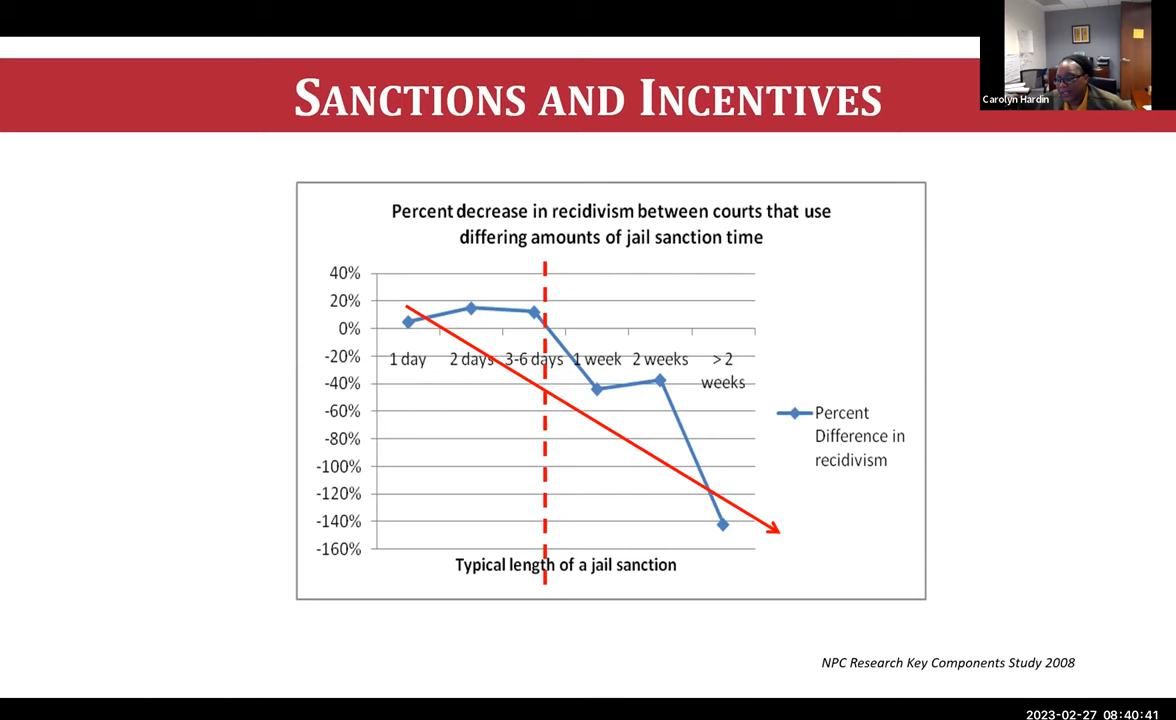 SANCTIONS AND INCENTIVES
Carolyn Hardin
Percent decrease in recidivism between courts that use
differing amounts of jail sanction time
40%
20%
0%
-20%
-40%
-60%
-80%
-100%
-120%
-140%
-160%
1 day
2 days
3-6 days
1 week
2 weeks
> 2
weeks
Percent
Difference in
recidivism
Typical length of a jail sanction
NPC Research Key Components Study 2008
2023-02-27 08:40:41